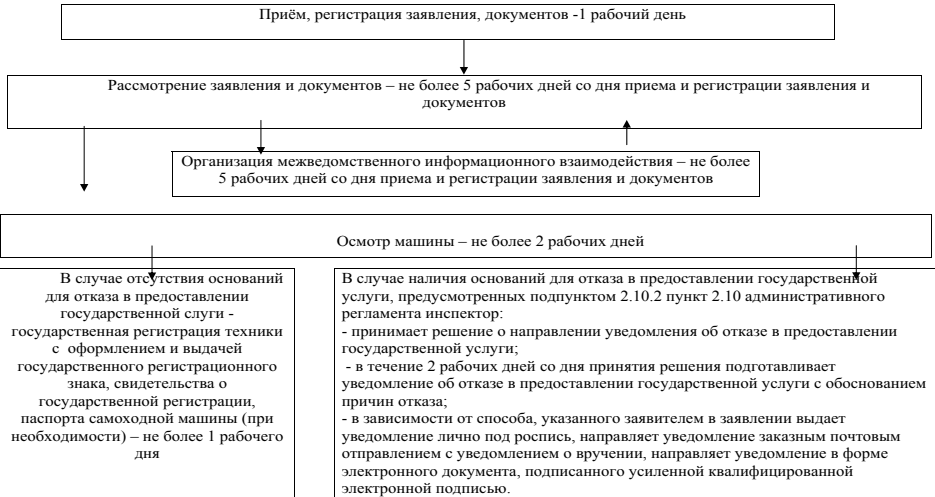 Приём, регистрация заявления, документов -1 рабочий день
Рассмотрение заявления и документов – не более 5 рабочих дней со дня приема и регистрации заявления и
документов
Организация межведомственного информационного взаимодействия – не более
5 рабочих дней со дня приема и регистрации заявления и документов
Осмотр машины – не более 2 рабочих дней
В случае отсутствия оснований
для отказа в предоставлении
государственной слуги -
государственная регистрация техники
с оформлением и выдачей
государственного регистрационного
знака, свидетельства о
государственной регистрации,
паспорта самоходной машины (при
необходимости) – не более 1 рабочего
дня
В случае наличия оснований для отказа в предоставлении государственной
услуги, предусмотренных подпунктом 2.10.2 пункт 2.10 административного
регламента инспектор:
- принимает решение о направлении уведомления об отказе в предоставлении
государственной услуги;
- в течение 2 рабочих дней со дня принятия решения подготавливает
уведомление об отказе в предоставлении государственной услуги с обоснованием
причин отказа;
- в зависимости от способа, указанного заявителем в заявлении выдает
уведомление лично под роспись, направляет уведомление заказным почтовым
отправлением с уведомлением о вручении, направляет уведомление в форме
электронного документа, подписанного усиленной квалифицированной
электронной подписью.